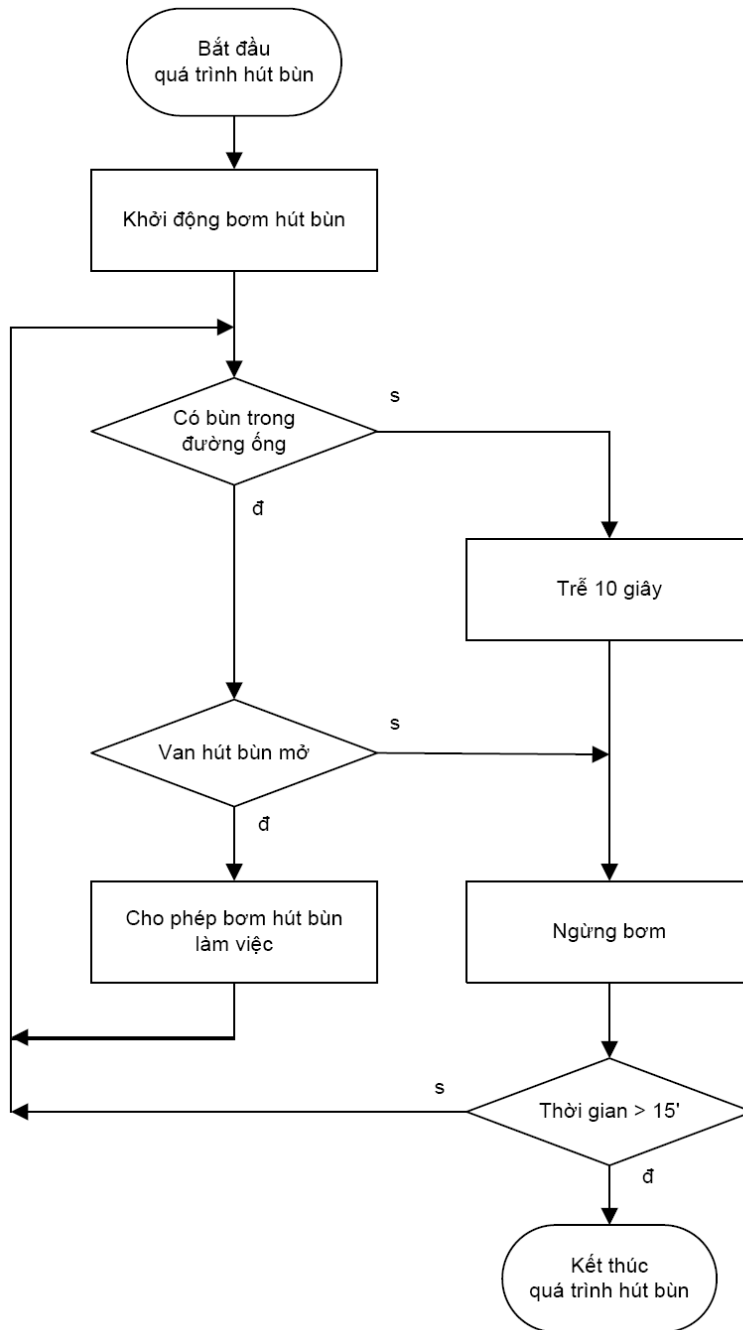 Bắt đầu
quá trình hút bùn
Khởi động bơm hút bùn
Có bùn trong
đường ống
s
đ
Trễ 10 giây
Van hút bùn mở
s
đ
Cho phép bơm hút bùn
làm việc
Ngừng bơm
s
Thời gian > 15'
đ
Kết thúc
quá trình hút bùn